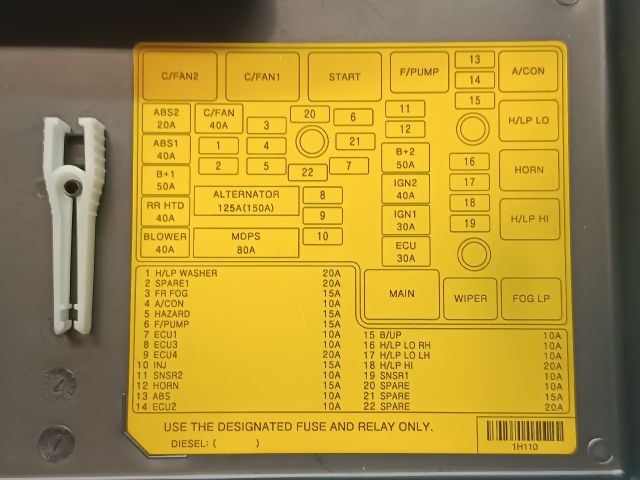 C/FAN2 C/FAN1 START F/PUMP 13 A/CON
14
15
ABS2 20A C/FAN 40A 3 20 6 11 H/LP LO
ABS1 40A 1 4 21 12
2 5 22 7 B+2 50A 16 HORN
B+1 50A ALTERNATOR 125A(150A) 8 IGN2 40A 17
18
RR HTD 40A 9 IGN1 30A 19 H/LP HI
BLOWER 40A MDPS 80A 10 ECU 30A
MAIN WIPER FOG LP
1 H/LP WASHER 20A
2 SPARE1 20A
3 FR FOG 15A
4 A/CON 10A
5 HAZARD 15A
6 F/PUMP 15A
7 ECU1 10A
8 ECU3 10A
9 ECU4 20A
10 INJ 15A
11 SNSR2 10A
12 HORN 15A
13 ABS 10A
14 ECU2 10A
15 B/UP 10A
16 H/LP LO RH 10A
17 H/LP LO LH 10A
18 H/LP HI 20A
19 SNSR1 10A
20 SPARE 10A
21 SPARE 15A
22 SPARE 20A
USE THE DESIGNATED FUSE AND RELAY ONLY.
DIESEL: ( )
1H110